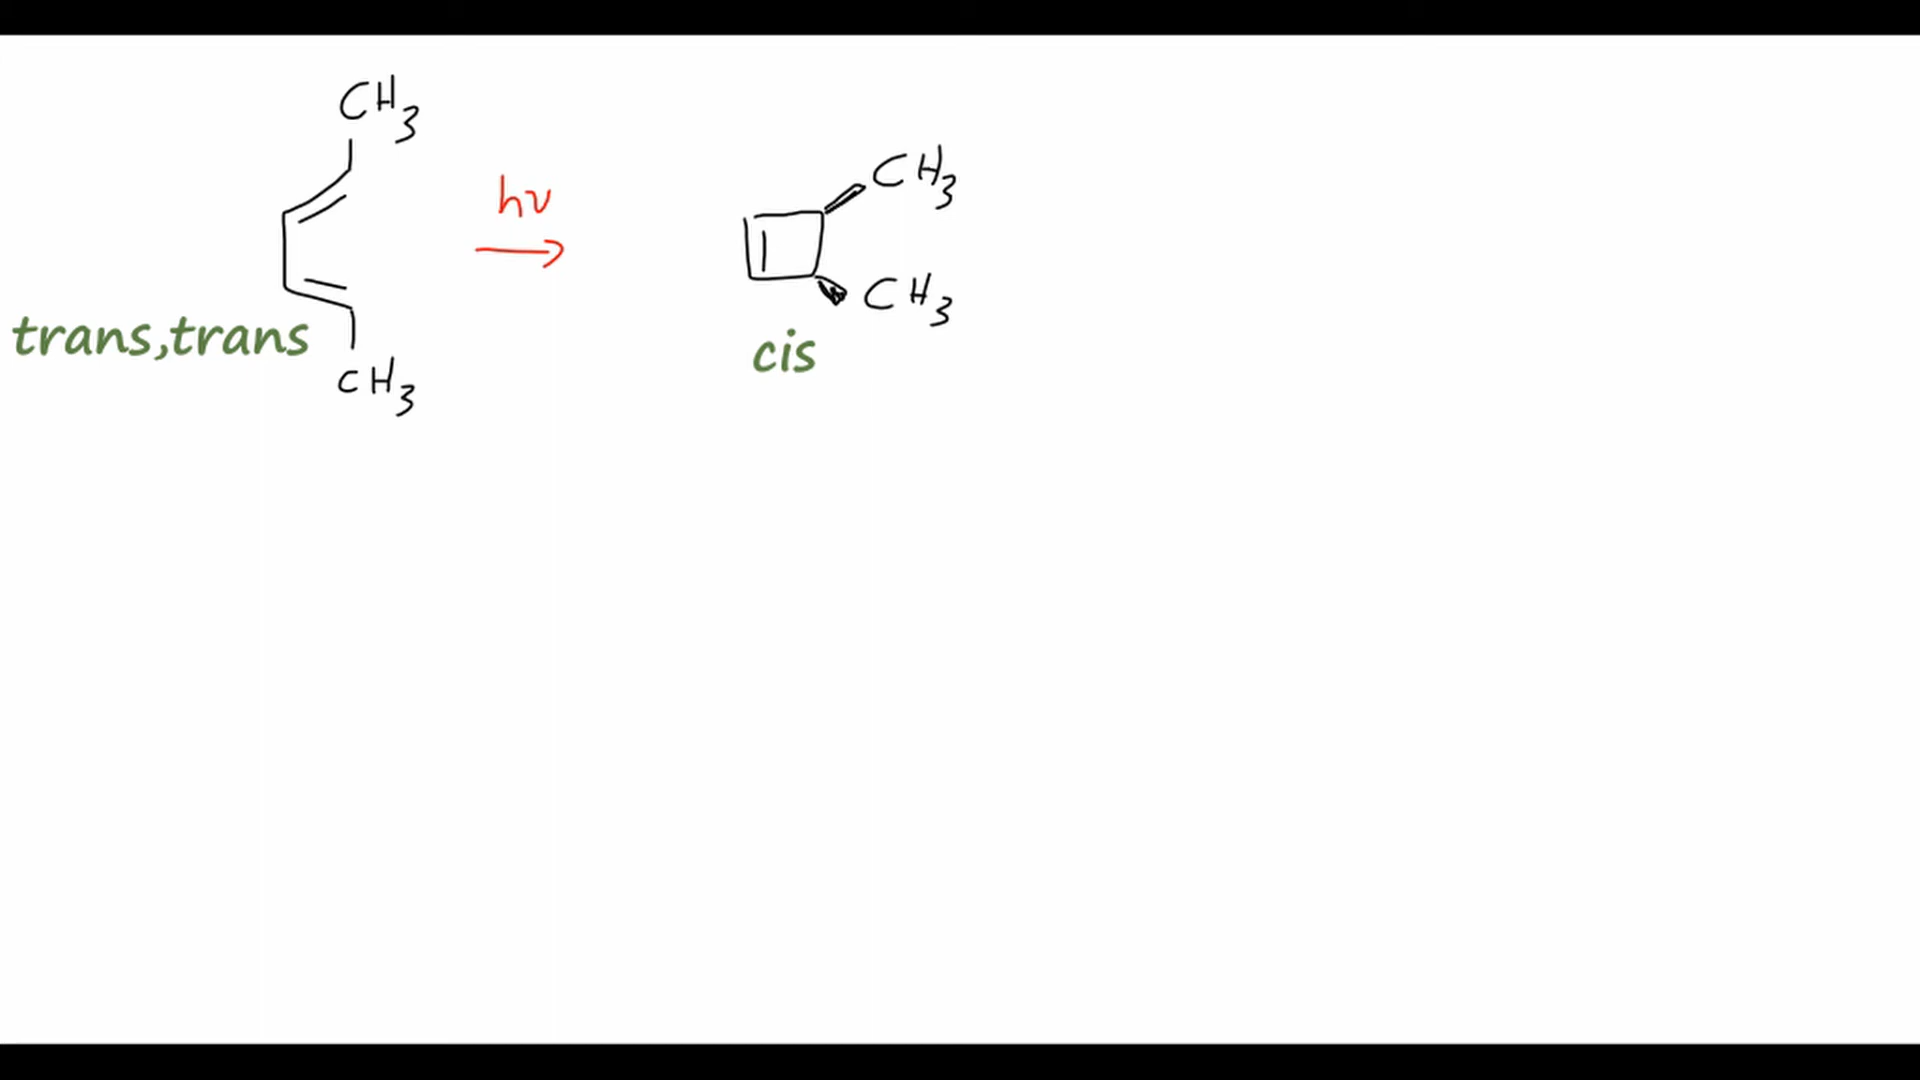 CH3
hν
CH3
CH3
trans,trans
cis
CH3